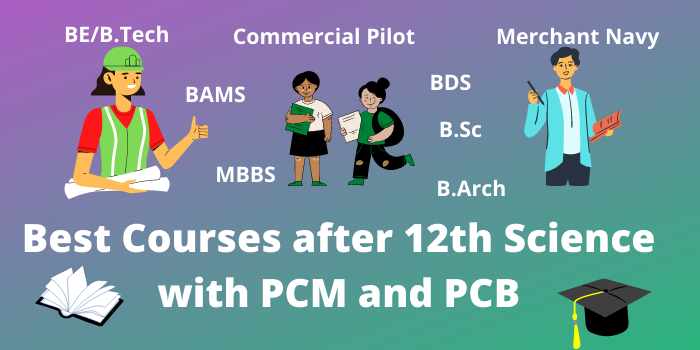 BE/B.Tech
Commercial Pilot
Merchant Navy
BAMS
BDS
B.Sc
MBBS
B.Arch
Best Courses after 12th Science
with PCM and PCB